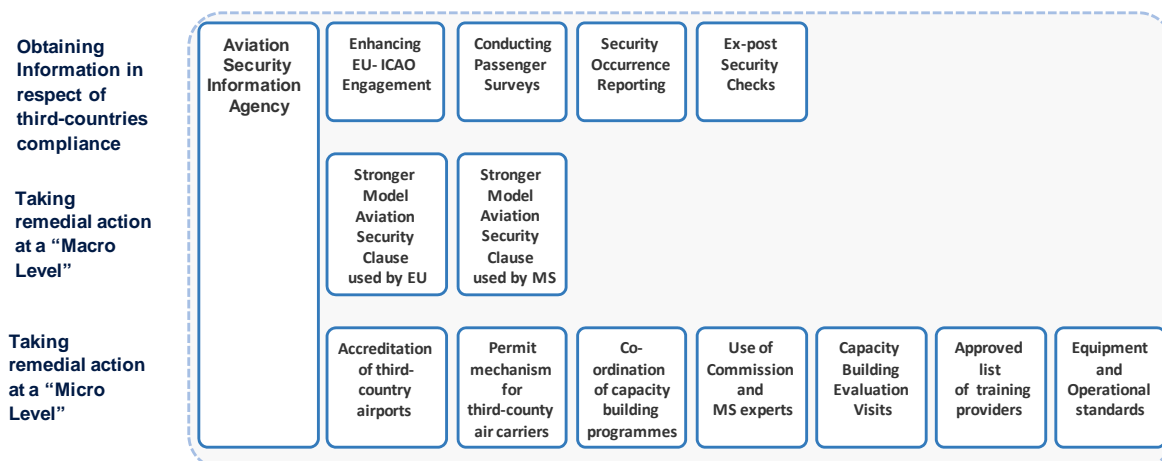 Obtaining
Information in
respect of
third-countries
compliance
Aviation
Security
Information
Agency
Enhancing
EU- ICAO
Engagement
Conducting
Passenger
Surveys
Security
Occurrence
Reporting
Ex-post
Security
Checks
Taking
remedial action
at a “Macro
Level”
Stronger
Model
Aviation
Security
Clause
used by EU
Stronger
Model
Aviation
Security
Clause
used by MS
Taking
remedial action
at a “Micro
Level”
Accreditation
of third-
country
airports
Permit
mechanism
for
third-county
air carriers
Co-
ordination
of capacity
building
programmes
Use of
Commission
and
MS experts
Capacity
Building
Evaluation
Visits
Approved
list
of training
providers
Equipment
and
Operational
standards